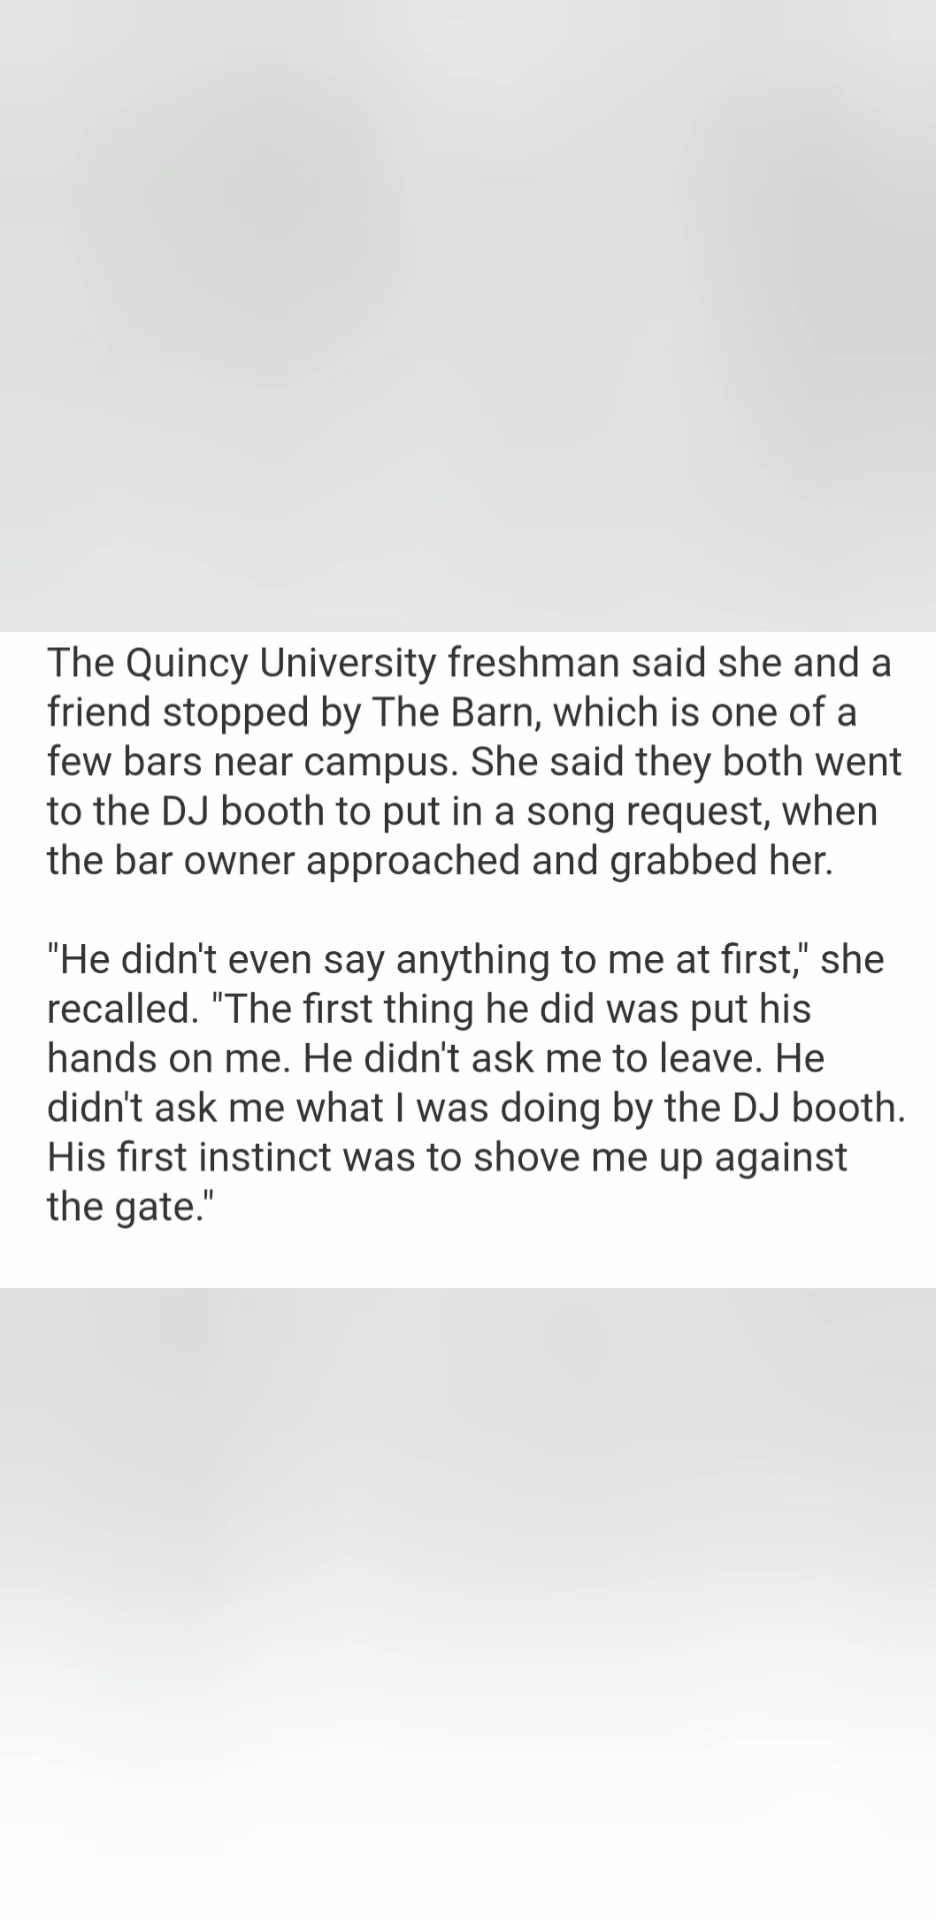 The Quincy University freshman said she and a
friend stopped by The Barn, which is one of a
few bars near campus. She said they both went
to the DJ booth to put in a song request, when
the bar owner approached and grabbed her.
"He didn't even say anything to me at first," she
recalled. "The first thing he did was put his
hands on me. He didn't ask me to leave. He
didn't ask me what I was doing by the DJ booth.
His first instinct was to shove me up against
the gate."